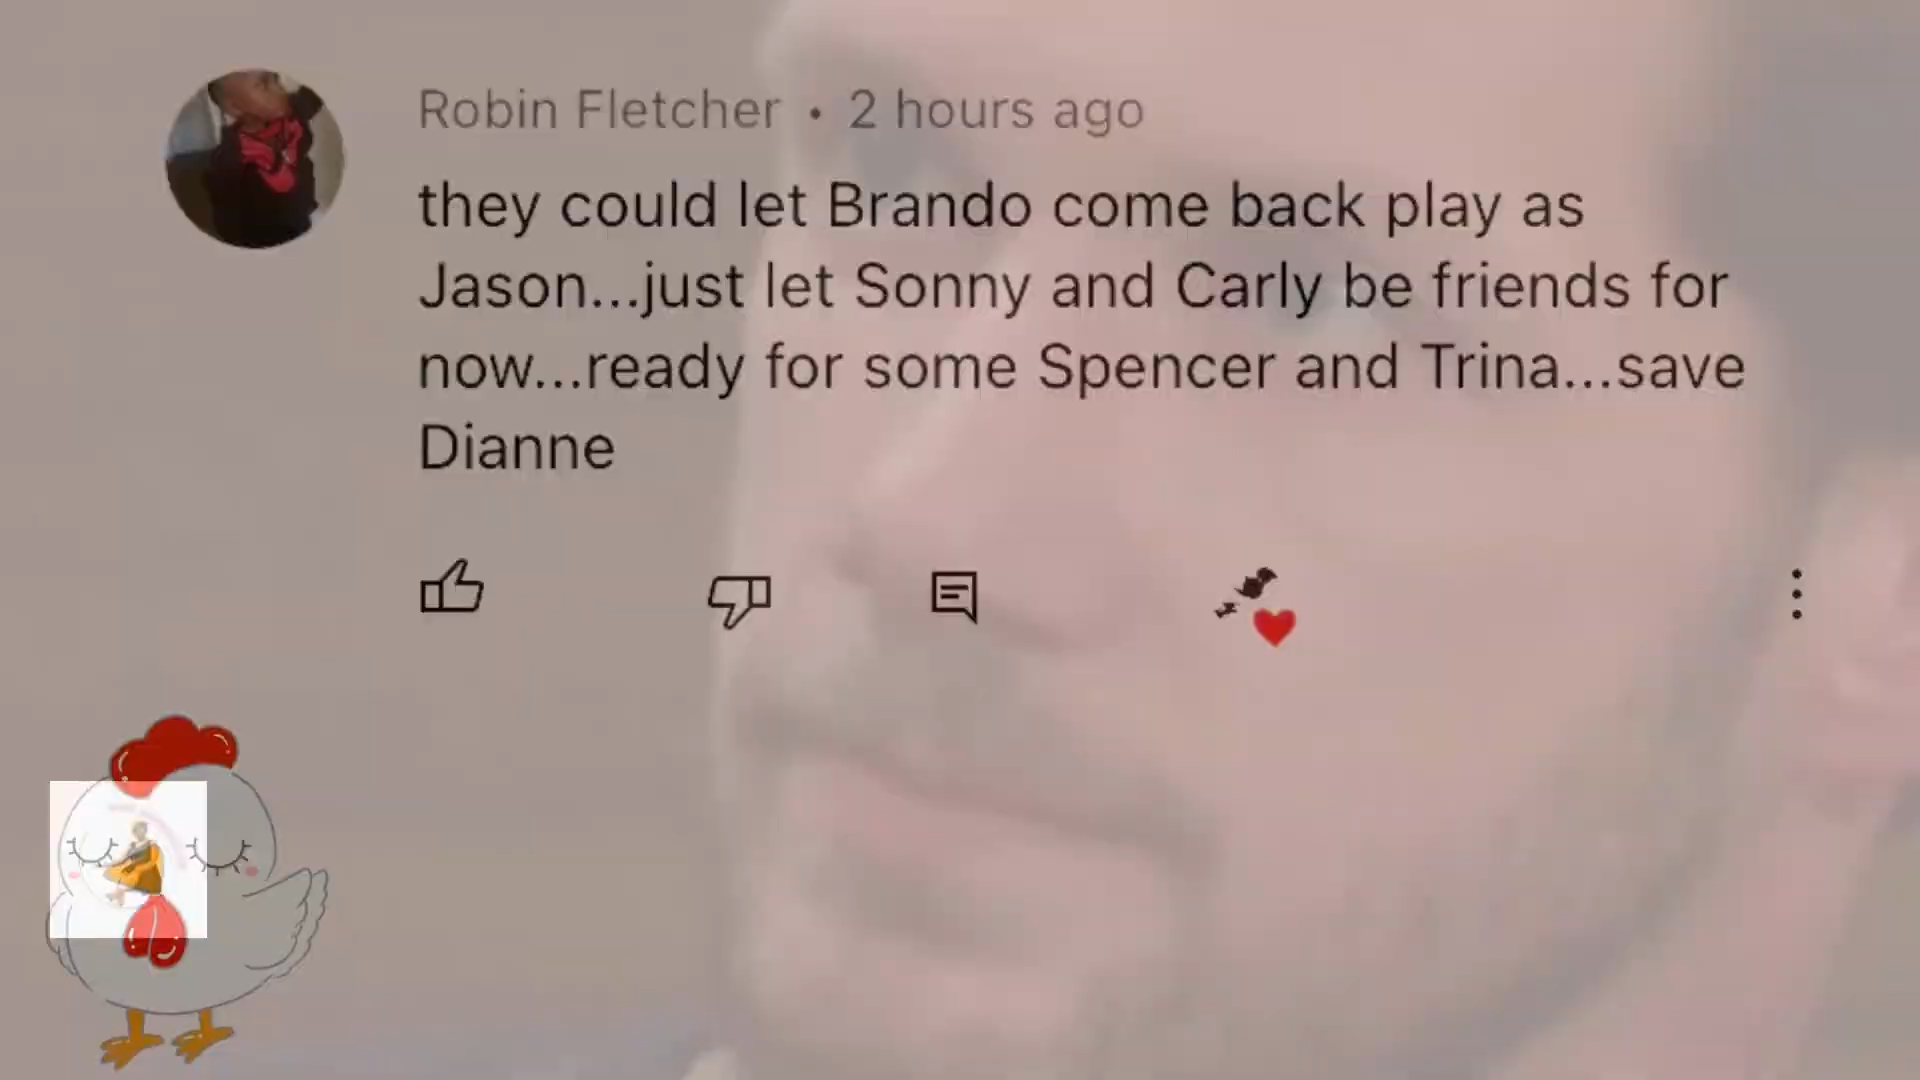 Robin Fletcher • 2 hours ago
they could let Brando come back play as
Jason...just let Sonny and Carly be friends for
now...ready for some Spencer and Trina...save
Dianne